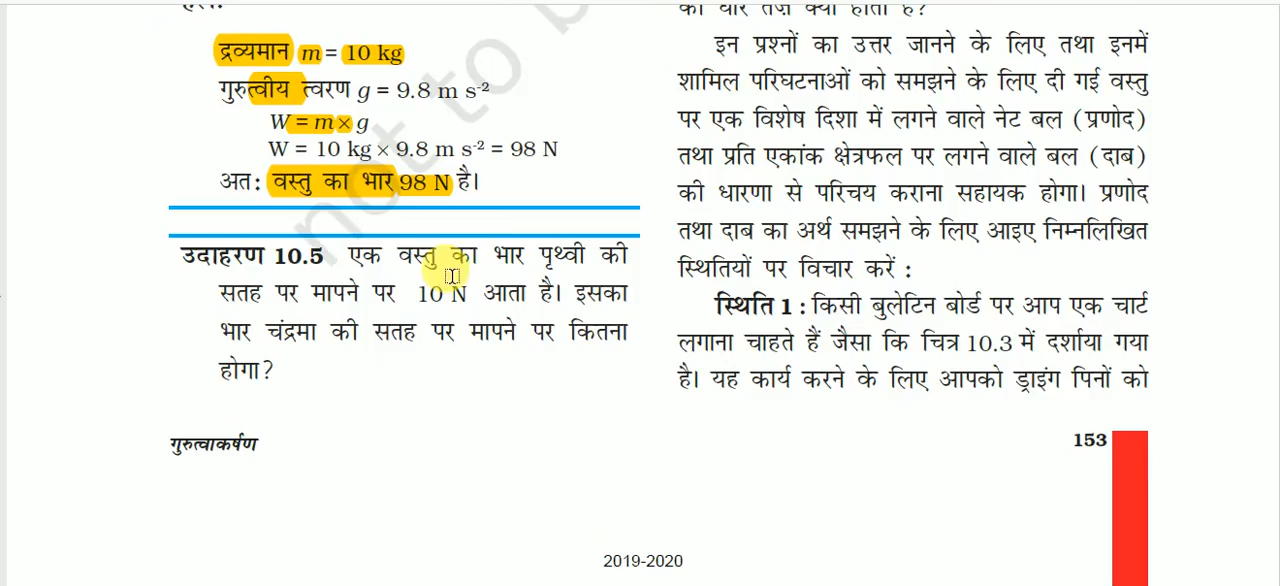 हल:
द्रव्यमान m = 10 kg
गुरुत्वीय त्वरण g = 9.8 m s-2
W = m × g
W = 10 kg × 9.8 m s-2 = 98 N
अत: वस्तु का भार 98 N है।
उदाहरण 10.5 एक वस्तु का भार पृथ्वी की
सतह पर मापने पर 10 N आता है। इसका
भार चंद्रमा की सतह पर मापने पर कितना
होगा?
गुरुत्वाकर्षण
की धार तेज़ क्यों होती है?
इन प्रश्नों का उत्तर जानने के लिए तथा इनमें
शामिल परिघटनाओं को समझने के लिए दी गई वस्तु
पर एक विशेष दिशा में लगने वाले नेट बल (प्रणोद)
तथा प्रति एकांक क्षेत्रफल पर लगने वाले बल (दाब)
की धारणा से परिचय कराना सहायक होगा। प्रणोद
तथा दाब का अर्थ समझने के लिए आइए निम्नलिखित
स्थितियों पर विचार करें :
स्थिति 1 : किसी बुलेटिन बोर्ड पर आप एक चार्ट
लगाना चाहते हैं जैसा कि चित्र 10.3 में दर्शाया गया
है। यह कार्य करने के लिए आपको ड्राइंग पिनों को
153
2019-2020
not to b